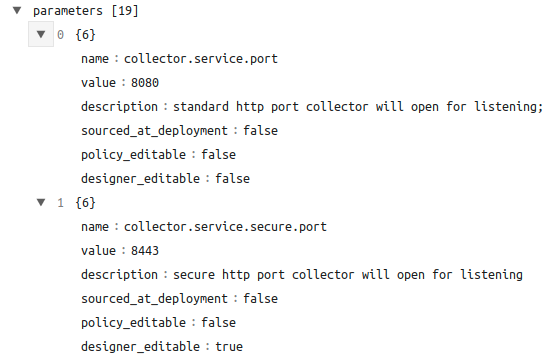 ▼ parameters [19]
▼ 0 {6}
name : collector.service.port
value : 8080
description : standard http port collector will open for listening;
sourced_at_deployment : false
policy_editable : false
designer_editable : false
▼ 1 {6}
name : collector.service.secure.port
value : 8443
description : secure http port collector will open for listening
sourced_at_deployment : false
policy_editable : false
designer_editable : true